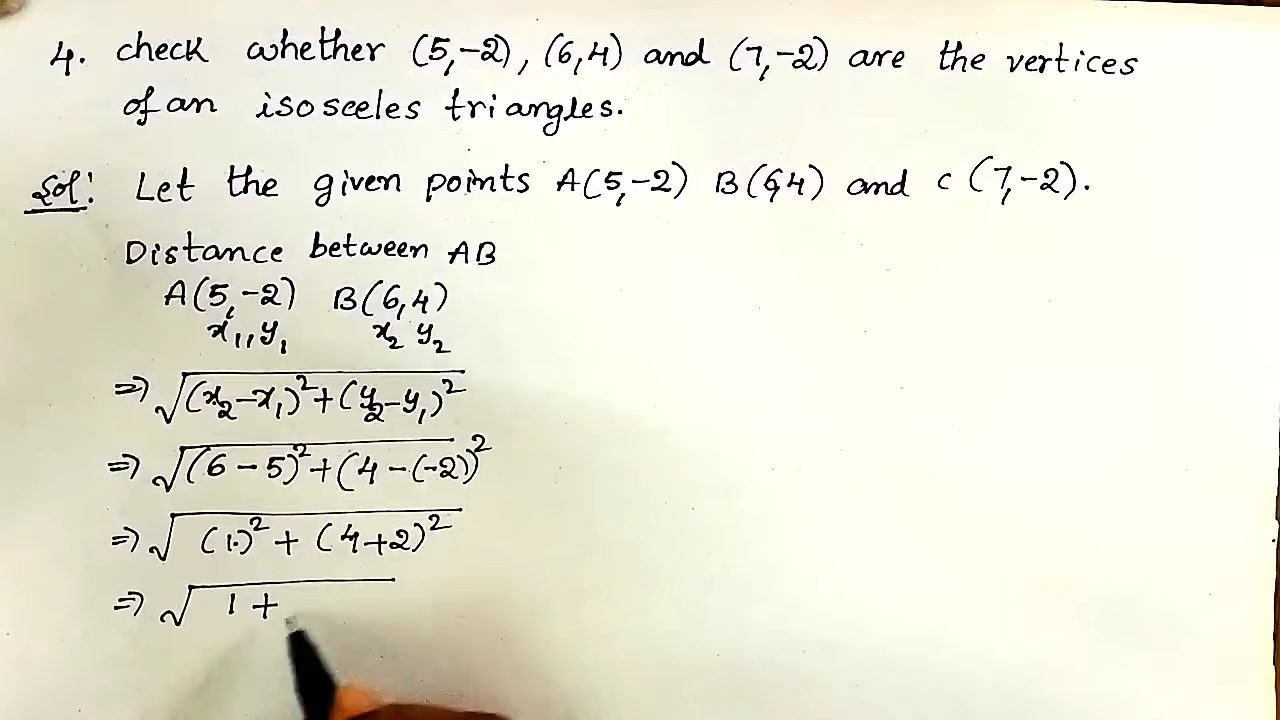 4. check whether (5,-2), (6,4) and (7,-2) are the vertices
of an isosceles triangles.
Sol: Let the given points A(5,-2) B(6,4) and C (7,-2).
Distance between AB
A(5,-2) B(6,4)
x₁, y₁ x₂ y₂
⇒ √(x₂-x₁)²+(y₂-y₁)²
⇒ √(6-5)²+(4-(-2))²
⇒ √(1)²+(4+2)²
⇒ √1+